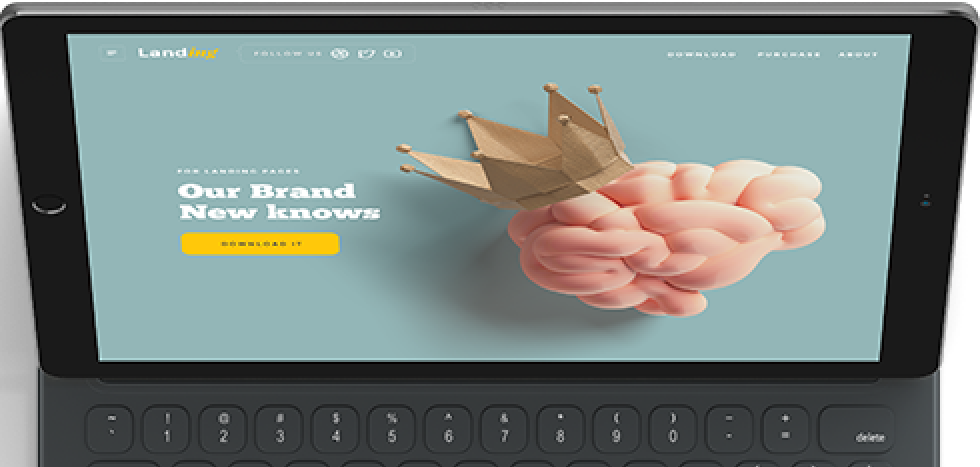 Landing
FOLLOW US
DOWNLOAD PURCHASE ABOUT
FOR LANDING PAGES
Our Brand
New knows
DOWNLOAD IT
~ ! @ # $ % ^ & * ( ) – +
` 1 2 3 4 5 6 7 8 9 0 - = delete